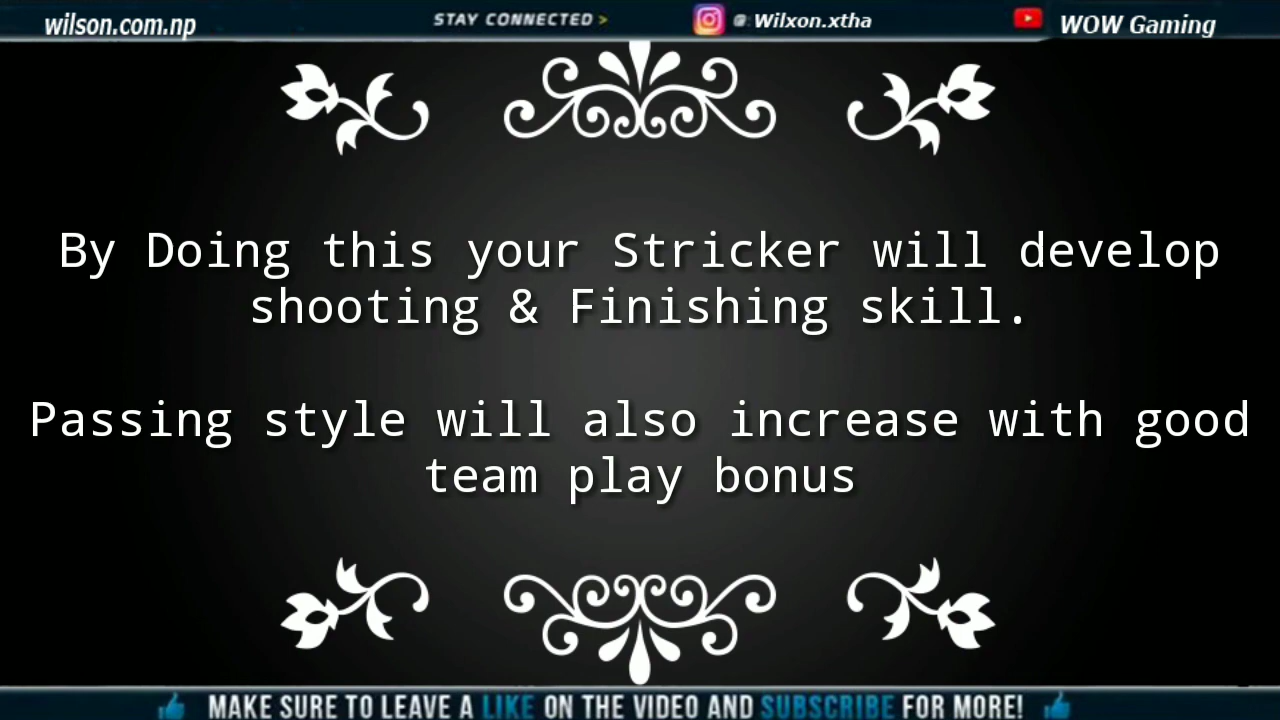 wilson.com.np
STAY CONNECTED >
@ Wilxon.xtha
WOW Gaming
By Doing this your Stricker will develop
shooting & Finishing skill.
Passing style will also increase with good
team play bonus
MAKE SURE TO LEAVE A LIKE ON THE VIDEO AND SUBSCRIBE FOR MORE!